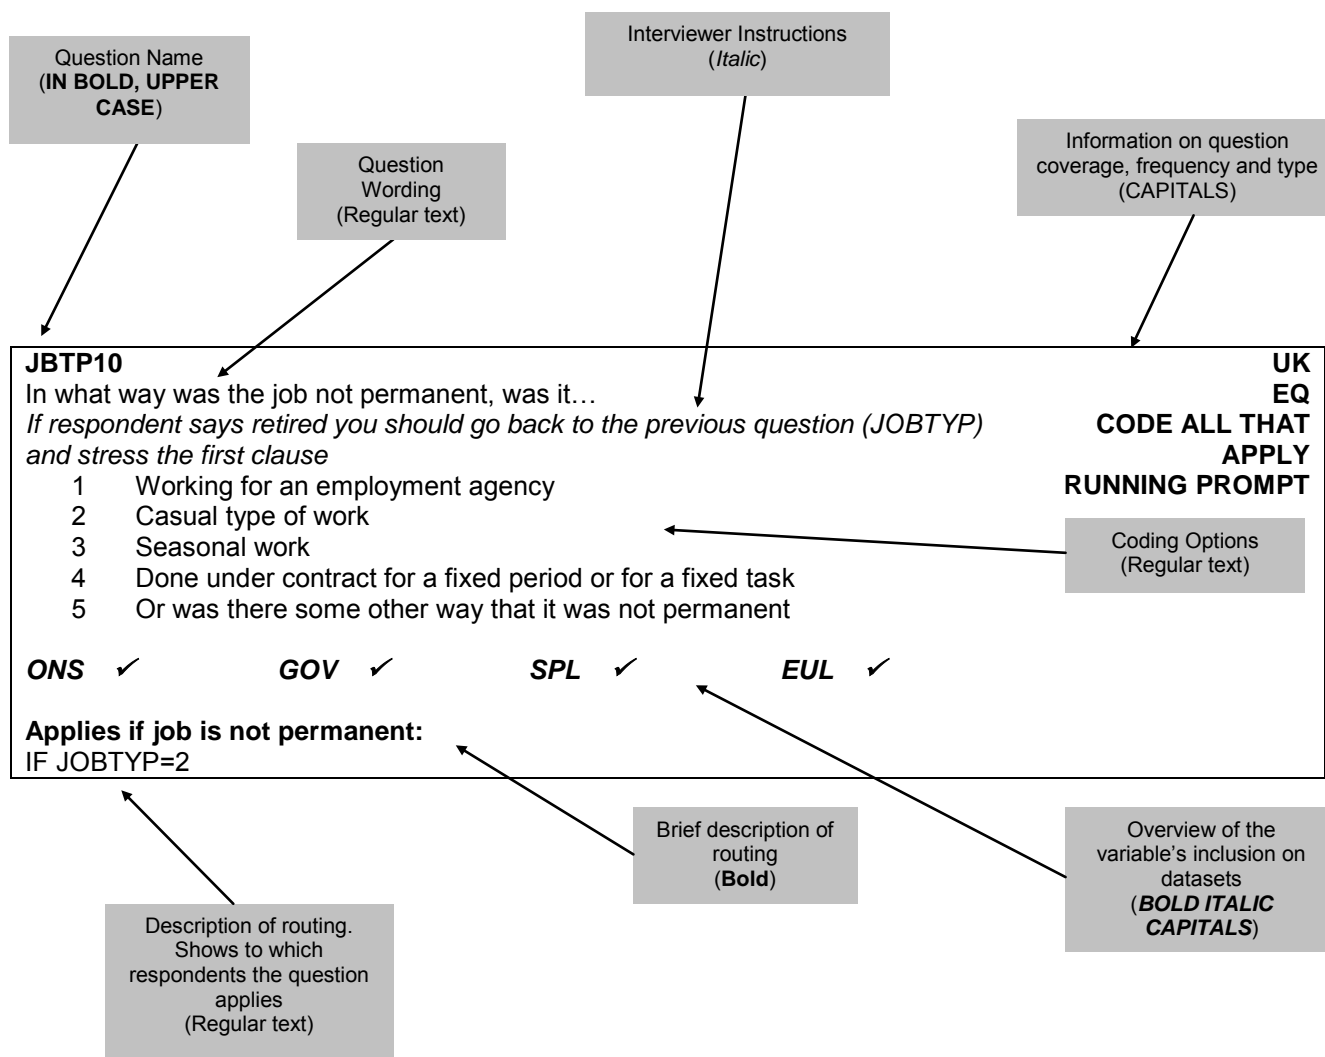 Interviewer Instructions
(Italic)
Question Name
(IN BOLD, UPPER
CASE)
Question
Wording
(Regular text)
Information on question
coverage, frequency and type
(CAPITALS)
JBTP10
UK
In what way was the job not permanent, was it…
EQ
If respondent says retired you should go back to the previous question (JOBTYP)
CODE ALL THAT
and stress the first clause
APPLY
1 Working for an employment agency
RUNNING PROMPT
2 Casual type of work
3 Seasonal work
4 Done under contract for a fixed period or for a fixed task
5 Or was there some other way that it was not permanent
Coding Options
(Regular text)
ONS ✓ GOV ✓ SPL ✓ EUL ✓
Applies if job is not permanent:
IF JOBTYP=2
Brief description of
routing
(Bold)
Overview of the
variable's inclusion on
datasets
(BOLD ITALIC
CAPITALS)
Description of routing.
Shows to which
respondents the question
applies
(Regular text)